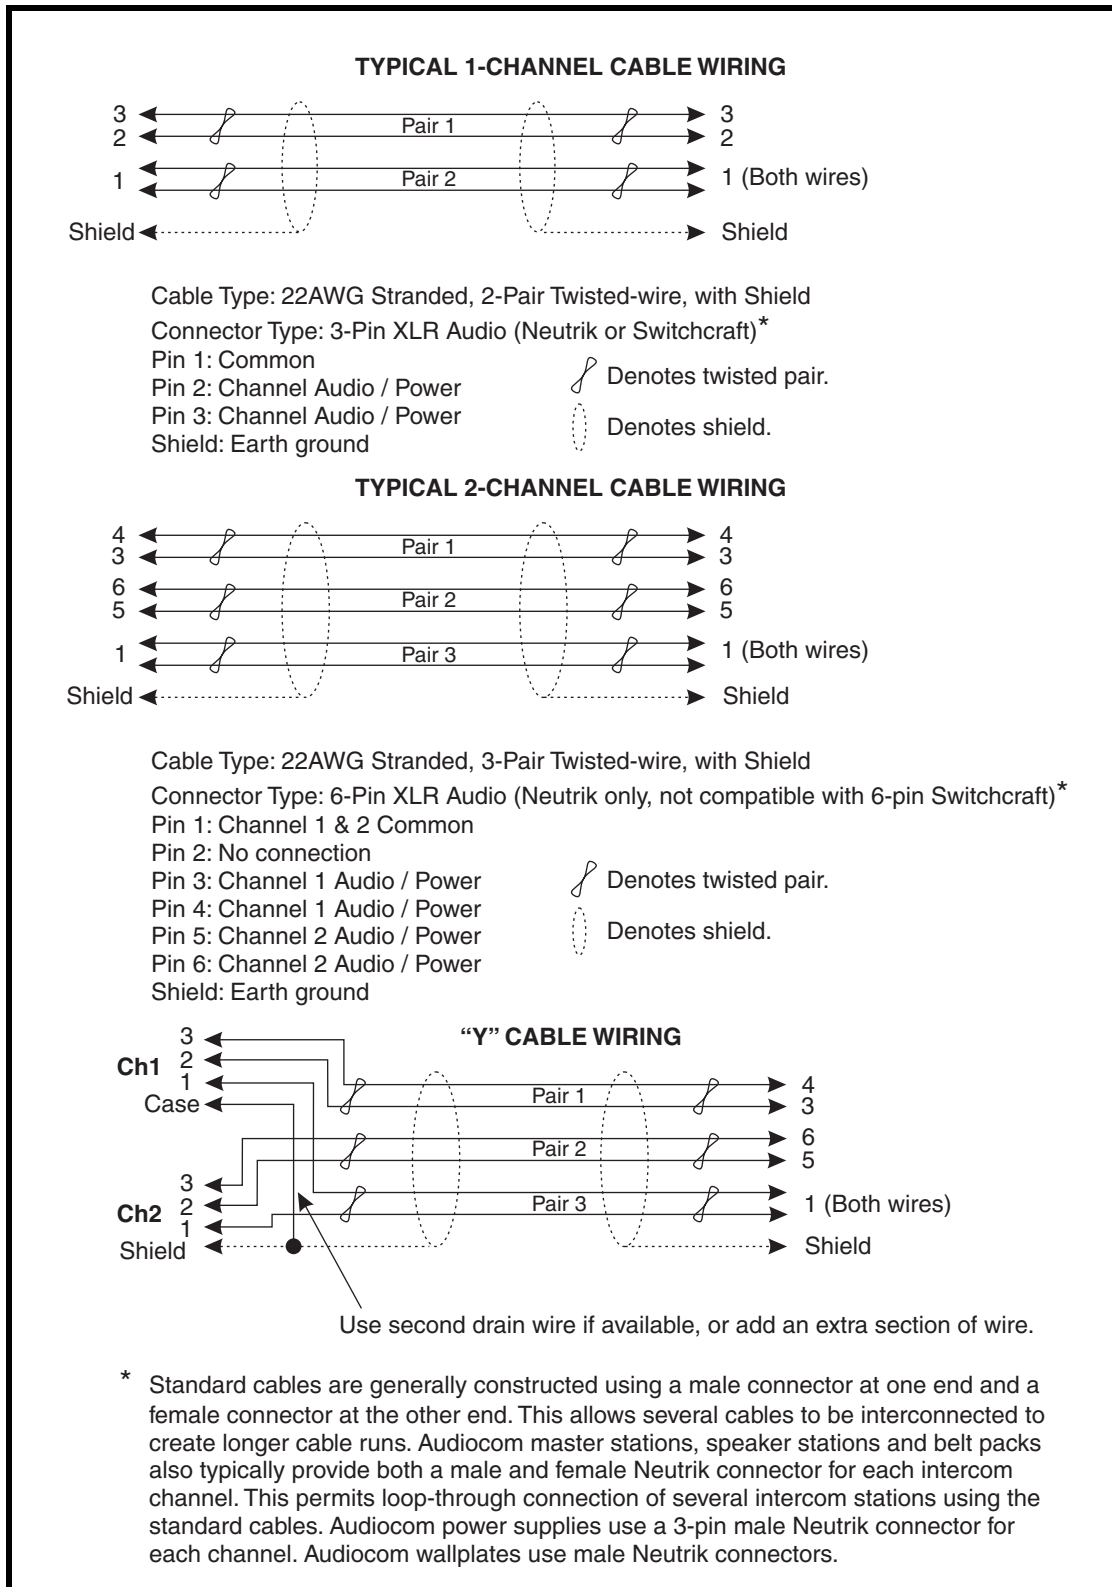 TYPICAL 1-CHANNEL CABLE WIRING
3 Pair 1 3
2 2
1 Pair 2 1 (Both wires)
Shield Shield
Cable Type: 22AWG Stranded, 2-Pair Twisted-wire, with Shield
Connector Type: 3-Pin XLR Audio (Neutrik or Switchcraft)*
Pin 1: Common
Pin 2: Channel Audio / Power
Pin 3: Channel Audio / Power
Shield: Earth ground
Denotes twisted pair.
Denotes shield.
TYPICAL 2-CHANNEL CABLE WIRING
4 Pair 1 4
3 3
6 Pair 2 6
5 5
1 Pair 3 1 (Both wires)
Shield Shield
Cable Type: 22AWG Stranded, 3-Pair Twisted-wire, with Shield
Connector Type: 6-Pin XLR Audio (Neutrik only, not compatible with 6-pin Switchcraft)*
Pin 1: Channel 1 & 2 Common
Pin 2: No connection
Pin 3: Channel 1 Audio / Power
Pin 4: Channel 1 Audio / Power
Pin 5: Channel 2 Audio / Power
Pin 6: Channel 2 Audio / Power
Shield: Earth ground
Denotes twisted pair.
Denotes shield.
“Y” CABLE WIRING
Ch1
3
2
1
Case
Ch2
3
2
1
Shield
Pair 1
Pair 2
Pair 3
4
3
6
5
1 (Both wires)
Shield
Use second drain wire if available, or add an extra section of wire.
* Standard cables are generally constructed using a male connector at one end and a
female connector at the other end. This allows several cables to be interconnected to
create longer cable runs. Audiocom master stations, speaker stations and belt packs
also typically provide both a male and female Neutrik connector for each intercom
channel. This permits loop-through connection of several intercom stations using the
standard cables. Audiocom power supplies use a 3-pin male Neutrik connector for
each channel. Audiocom wallplates use male Neutrik connectors.